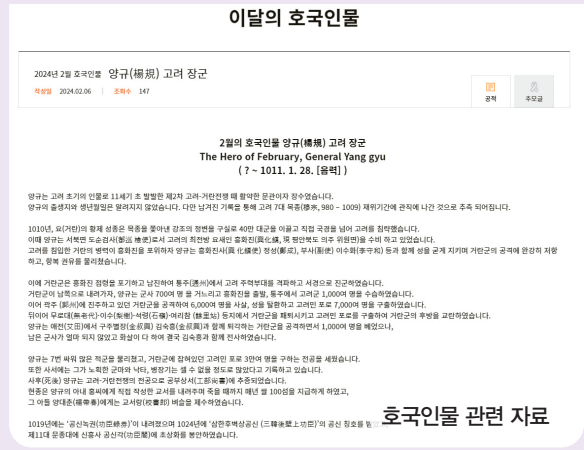 이달의 호국인물
2024년 2월 호국인물 양규(楊規) 고려 장군
작성일 2024.02.06 조회수 147
공적 추모글
2월의 호국인물 양규(楊規) 고려 장군
The Hero of February, General Yang gyu
( ? ~ 1011. 1. 28. [음력] )
양규는 고려 초기의 인물로 11세기 초 발발한 제2차 고려-거란전쟁 때 활약한 문관이자 장수였습니다.
양규의 출생지와 생년월일은 알려지지 않았습니다. 다만 남겨진 기록을 통해 고려 7대 목종(穆宗, 980 – 1009) 재위기간에 관직에 나간 것으로 추측 되어집니다.
1010년, 요(거란)의 황제 성종은 목종을 쫓아낸 강조의 정변을 구실로 40만 대군을 이끌고 직접 국경을 넘어 고려를 침략했습니다.
이때 양규는 서북면 도순검사(都巡檢使)로서 고려의 최전방 요새인 흥화진(興化鎭, 現 평안북도 의주 위원면)을 수비 하고 있었습니다.
고려를 침입한 거란의 병력이 흥화진을 포위하자 양규는 흥화진사(興化鎭使) 정성(鄭成), 부사(副使) 이수화(李守和) 등과 함께 성을 굳게 지키며 거란군의 공격에 완강히 저항
하고, 항복 권유를 물리쳤습니다.
이에 거란군은 흥화진 점령을 포기하고 남진하여 통주(通州)에서 고려 주력부대를 격파하고 서경으로 진군하였습니다.
거란군이 남쪽으로 내려가자, 양규는 군사 700여 명 을 거느리고 흥화진을 출발, 통주에서 고려군 1,000여 명을 수습하였습니다.
이어 곽주 (郭州)에 진주하고 있던 거란군을 공격하여 6,000여 명을 사살, 성을 탈환하고 고려인 포로 7,000여 명을 구출하였습니다.
뒤이어 무로대(無老代)·이수(梨樹)·석령(石嶺)·여리참 (餘里站) 등지에서 거란군을 패퇴시키고 고려인 포로를 구출하여 거란군의 후방을 교란하였습니다.
양규는 애전(艾田)에서 구주별장(金叔興) 김숙흥(金叔興)과 함께 퇴각하는 거란군을 공격하면서 1,000여 명을 베었으나,
남은 군사가 얼마 되지 않았고 화살이 다 하여 결국 김숙흥과 함께 전사하였습니다.
양규는 7번 싸워 많은 적군을 물리쳤고, 거란군에 잡혀있던 고려인 포로 3만여 명을 구하는 전공을 세웠습니다.
또한 사서에는 그가 노획한 군마와 낙타, 병장기는 셀 수 없을 정도로 많았다고 기록하고 있습니다.
사후(死後) 양규는 고려-거란전쟁의 전공으로 공부상서(工部尙書)에 추증되었습니다.
현종은 양규의 아내 홍씨에게 직접 작성한 교서를 내려주며 죽을 때까지 매년 쌀 100섬을 지급하게 하였고,
그 아들 양대춘(楊帶春)에게는 교서랑(校書郎) 벼슬을 제수하였습니다.
1019년에는 '공신녹권(功臣綠券)'이 내려졌으며 1024년에 '삼한후벽상공신 (三韓後壁上功臣)'의 공신 칭호를
제11대 문종대에 신흥사 공신각(功臣閣)에 초상화를 봉안하였습니다.
호국인물 관련 자료